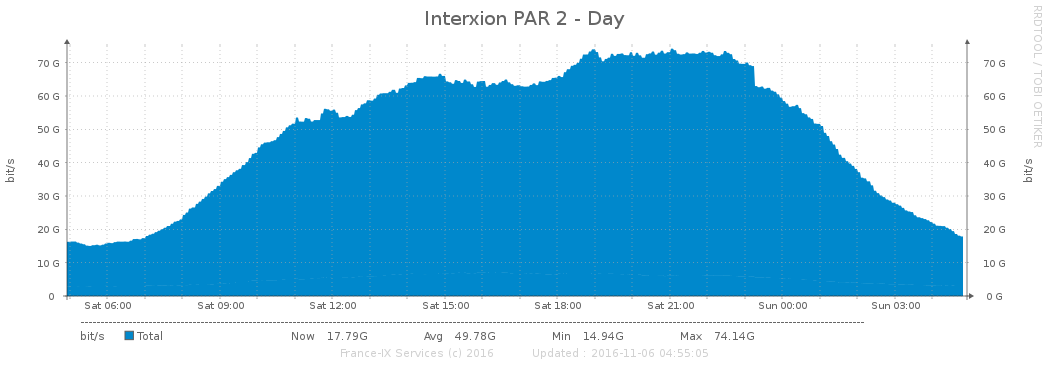 Interxion PAR 2 - Day
RRDTOOL / TOBI OETIKER
bit/s
bit/s
70 G 70 G
60 G 60 G
50 G 50 G
40 G 40 G
30 G 30 G
20 G 20 G
10 G 10 G
0 0 G
Sat 06:00 Sat 09:00 Sat 12:00 Sat 15:00 Sat 18:00 Sat 21:00 Sun 00:00 Sun 03:00
bit/s Total Now 17.79G Avg 49.78G Min 14.94G Max 74.14G
France-IX Services (c) 2016 Updated : 2016-11-06 04:55:05